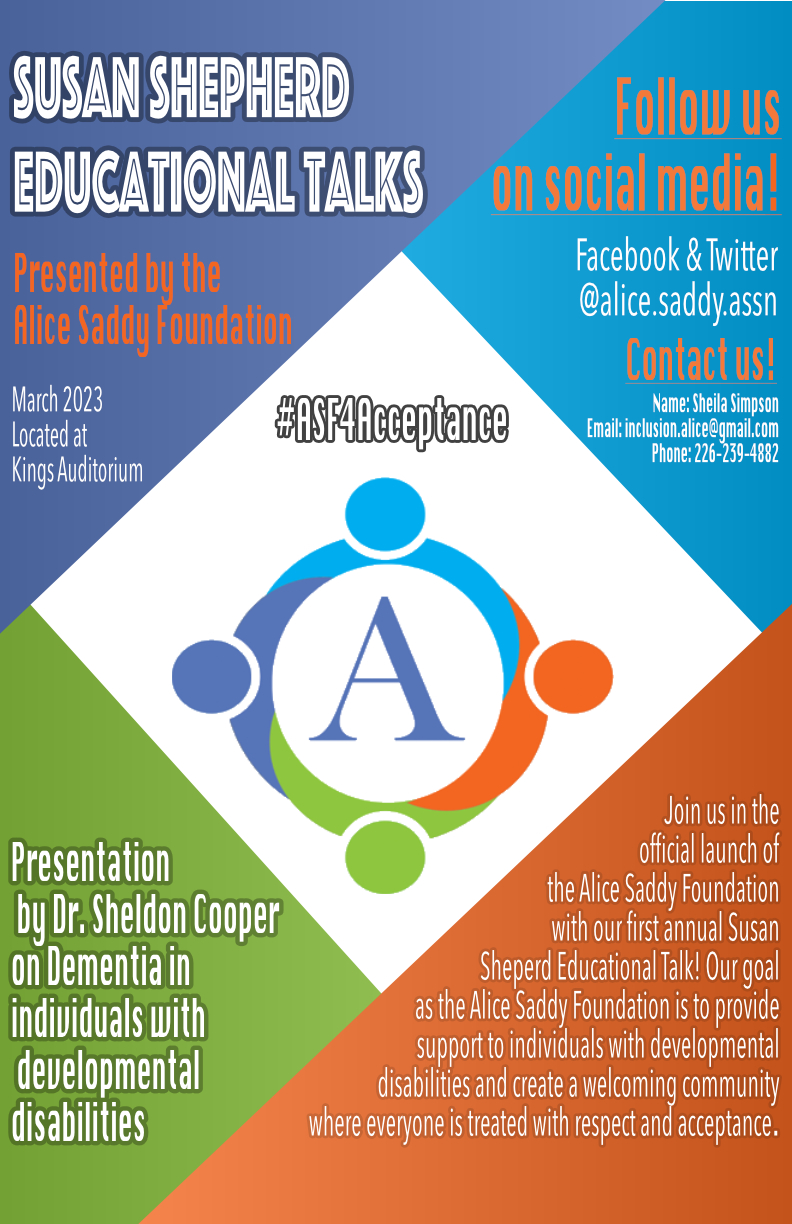 SUSAN SHEPHERD
EDUCATIONAL TALKS
Presented by the
Alice Saddy Foundation
March 2023
Located at
Kings Auditorium
Follow us
on social media!
Facebook & Twitter
@alice.saddy.assn
Contact us!
Name: Sheila Simpson
Email: inclusion.alice@gmail.com
Phone: 226-239-4882
#ASF4Acceptance
A
Presentation
by Dr. Sheldon Cooper
on Dementia in
individuals with
developmental
disabilities
Join us in the
official launch of
the Alice Saddy Foundation
with our first annual Susan
Sheperd Educational Talk! Our goal
as the Alice Saddy Foundation is to provide
support to individuals with developmental
disabilities and create a welcoming community
where everyone is treated with respect and acceptance.